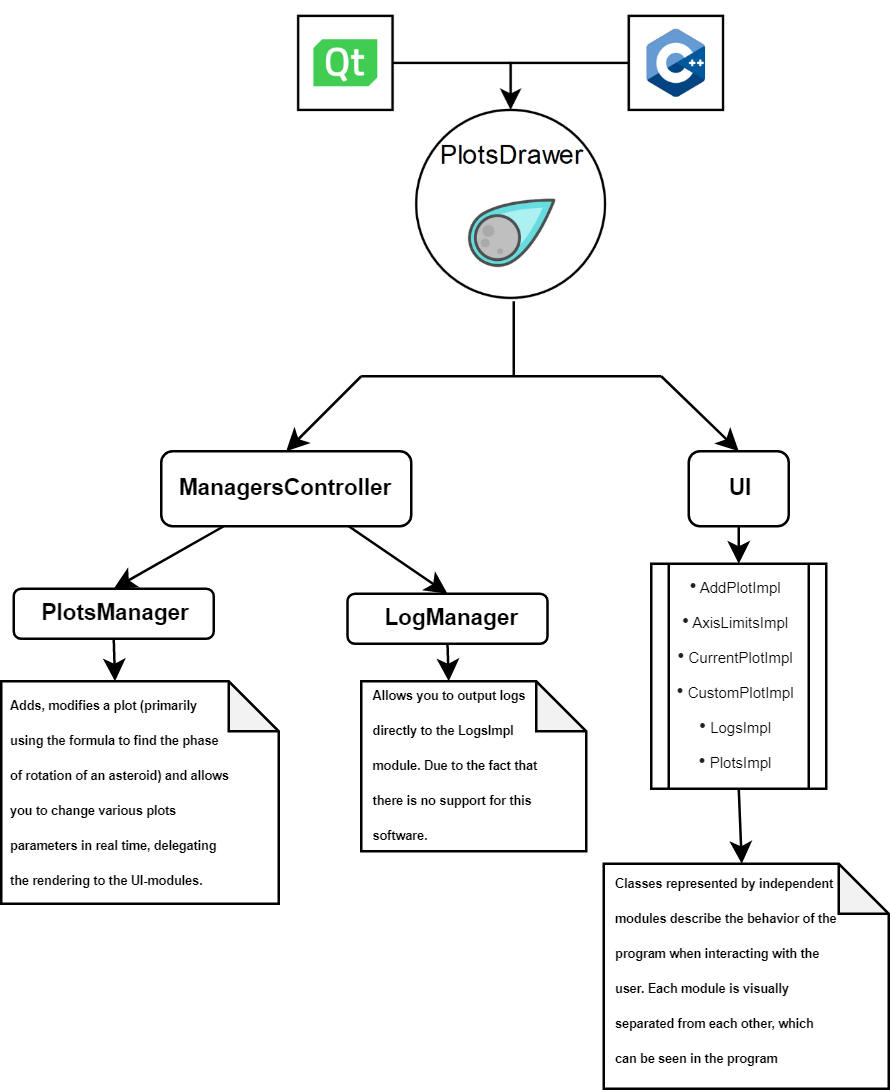 Qt
C++
PlotsDrawer
ManagersController
UI
PlotsManager
LogManager
• AddPlotImpl
• AxisLimitsImpl
• CurrentPlotImpl
• CustomPlotImpl
• LogsImpl
• PlotsImpl
Adds, modifies a plot (primarily
using the formula to find the phase
of rotation of an asteroid) and allows
you to change various plots
parameters in real time, delegating
the rendering to the UI-modules.
Allows you to output logs
directly to the LogsImpl
module. Due to the fact that
there is no support for this
software.
Classes represented by independent
modules describe the behavior of the
program when interacting with the
user. Each module is visually
separated from each other, which
can be seen in the program